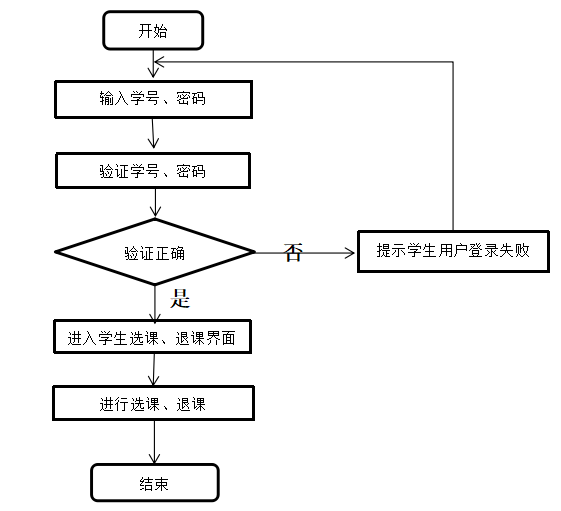 开始
输入学号、密码
验证学号、密码
验证正确
否
提示学生用户登录失败
是
进入学生选课、退课界面
进行选课、退课
结束